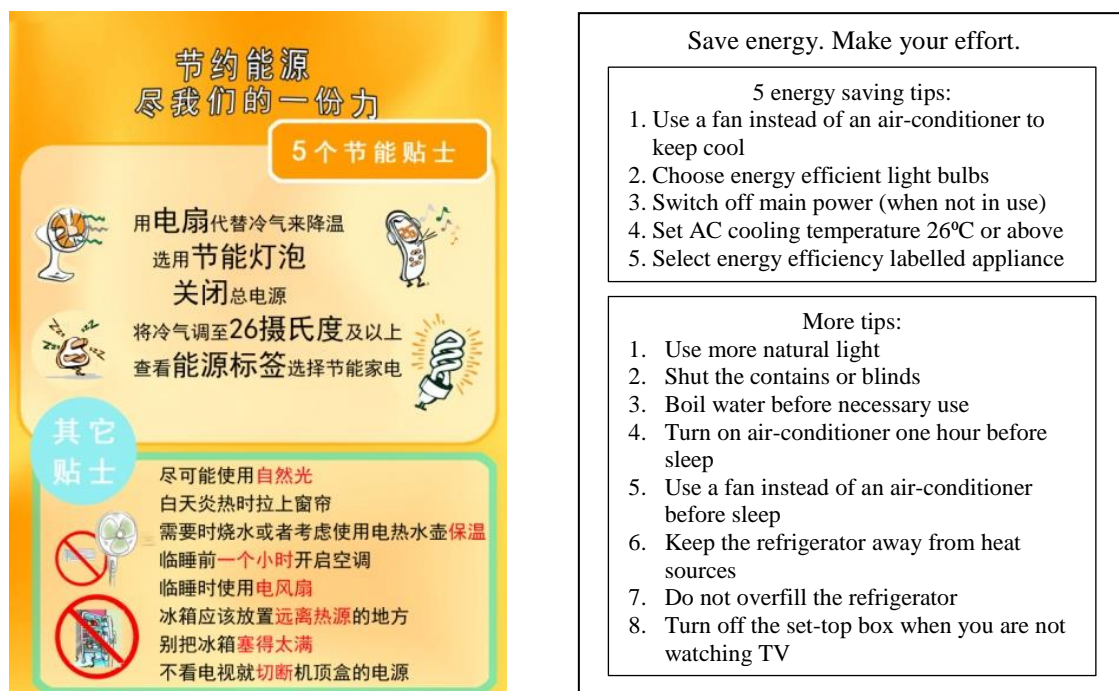 节约能源
尽我们的一份力
5个节能贴士
用电扇代替冷气来降温
选用节能灯泡
关闭总电源
将冷气调至26摄氏度及以上
查看能源标签选择节能家电
其它
贴士
尽可能使用自然光
白天炎热时拉上窗帘
需要时烧水或者考虑使用电热水壶保温
临睡前一个小时开启空调
临睡时使用电风扇
冰箱应该放置远离热源的地方
别把冰箱塞得太满
不看电视就切断机顶盒的电源
Save energy. Make your effort.
5 energy saving tips:
1. Use a fan instead of an air-conditioner to
keep cool
2. Choose energy efficient light bulbs
3. Switch off main power (when not in use)
4. Set AC cooling temperature 26⁰C or above
5. Select energy efficiency labelled appliance
More tips:
1. Use more natural light
2. Shut the contains or blinds
3. Boil water before necessary use
4. Turn on air-conditioner one hour before
sleep
5. Use a fan instead of an air-conditioner
before sleep
6. Keep the refrigerator away from heat
sources
7. Do not overfill the refrigerator
8. Turn off the set-top box when you are not
watching TV